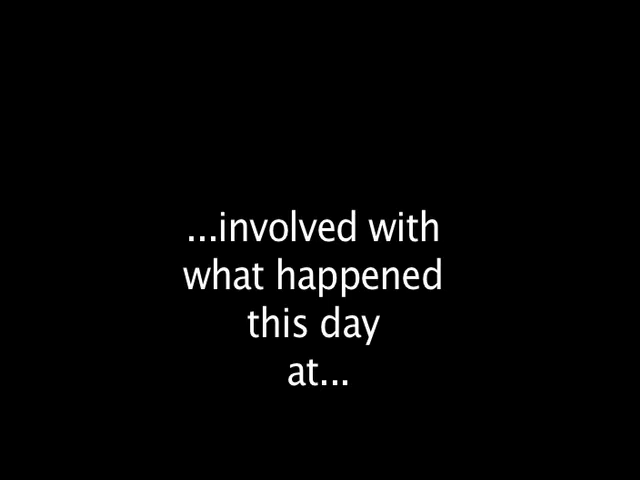 ...involved with
what happened
this day
at...